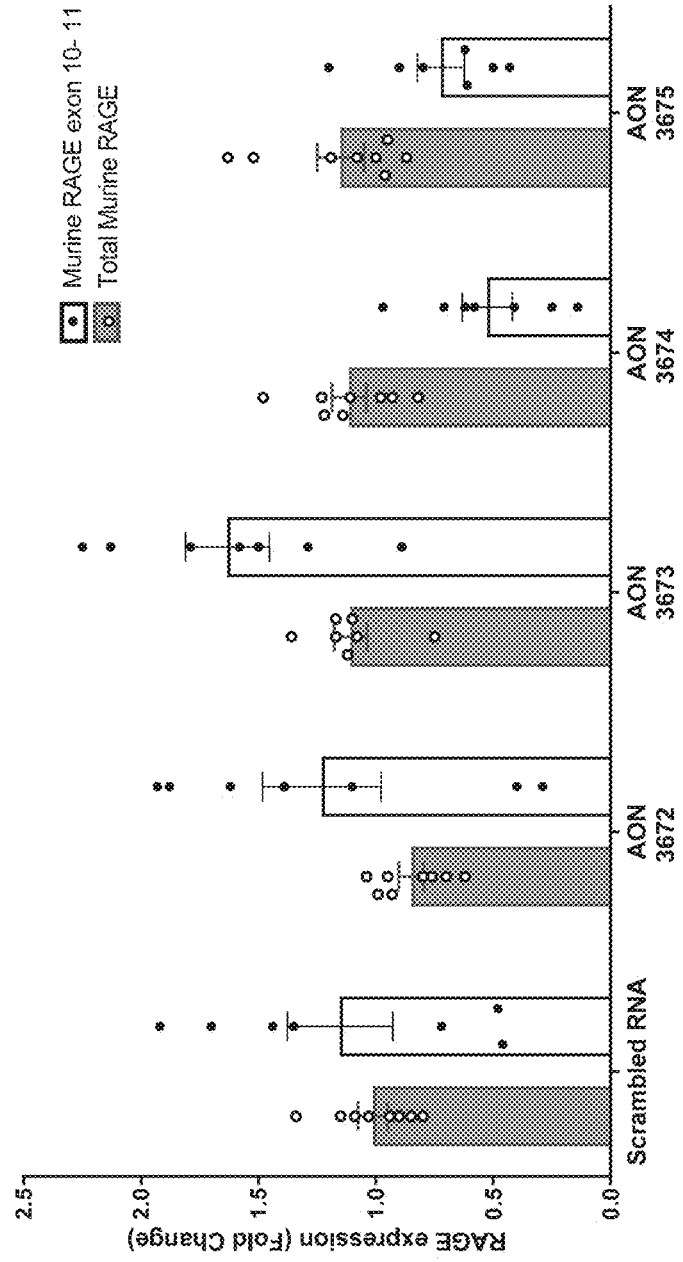 Murine RAGE exon 10- 11
Total Murine RAGE
RAGE expression (Fold Change)
2.5
2.0
1.5
1.0
0.5
0.0
Scrambled RNA
AON
3672
AON
3673
AON
3674
AON
3675